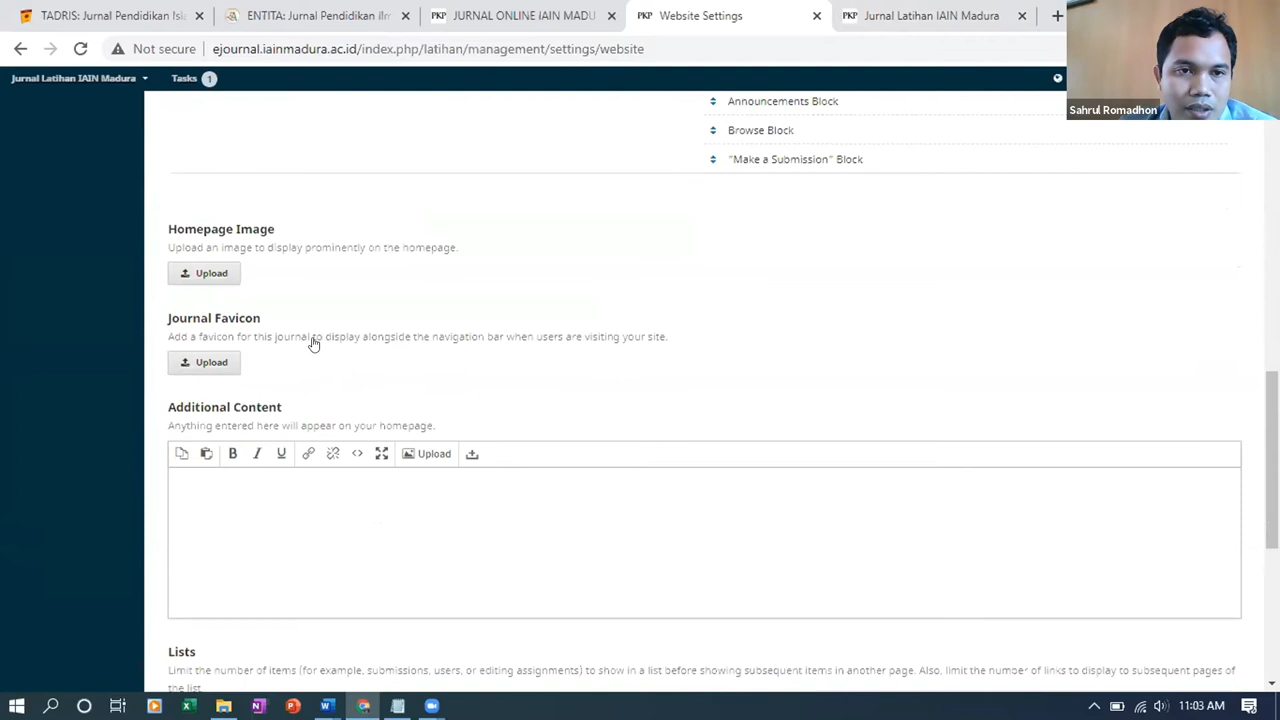 TADRIS: Jurnal Pendidikan Isla
ENTITA: Jurnal Pendidikan ilm
PKP JURNAL ONLINE IAIN MADU
PKP Website Settings
PKP Jurnal Latihan IAIN Madura
Not secure
ejournal.iainmadura.ac.id/index.php/latihan/management/settings/website
Jurnal Latihan IAIN Madura
Tasks 1
Sahrul Romadhon
Announcements Block
Browse Block
"Make a Submission" Block
Homepage Image
Upload an image to display prominently on the homepage.
Upload
Journal Favicon
Add a favicon for this journal to display alongside the navigation bar when users are visiting your site.
Upload
Additional Content
Anything entered here will appear on your homepage.
B I U Upload
Lists
Limit the number of items (for example, submissions, users, or editing assignments) to show in a list before showing subsequent items in another page. Also, limit the number of links to display to subsequent pages of
the list.
11:03 AM